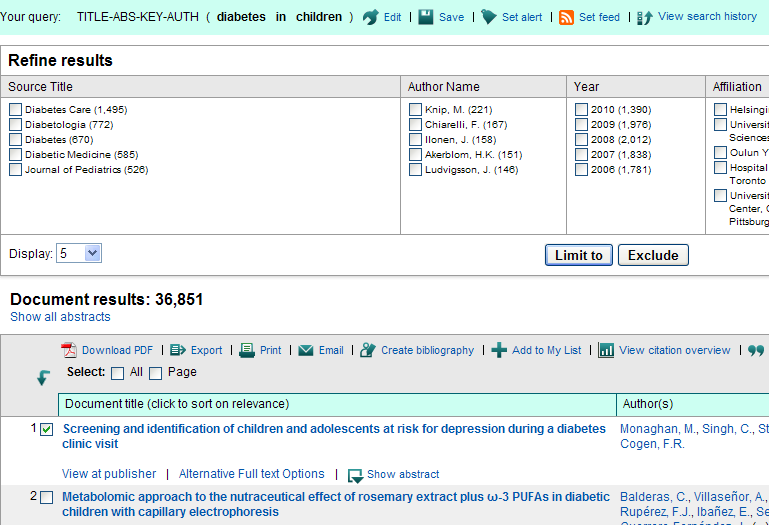 Your query: TITLE-ABS-KEY-AUTH ( diabetes in children ) Edit | Save | Set alert | Set feed | View search history
Refine results
Source Title Author Name Year Affiliation
Diabetes Care (1,495) Knip, M. (221) 2010 (1,390) Helsingi
Diabetologia (772) Chiarelli, F. (167) 2009 (1,976) Universi
Sciences
Diabetes (670) Ilonen, J. (158) 2008 (2,012) Oulun Y
Diabetic Medicine (585) Akerblom, H.K. (151) 2007 (1,838) Hospital
Toronto
Journal of Pediatrics (526) Ludvigsson, J. (146) 2006 (1,781) Universit
Center, C
Pittsburg
Display: 5 Limit to Exclude
Document results: 36,851
Show all abstracts
Download PDF | Export | Print | Email | Create bibliography | Add to My List | View citation overview |
Select: All Page
Document title (click to sort on relevance) Author(s)
1 Screening and identification of children and adolescents at risk for depression during a diabetes Monaghan, M., Singh, C., St
clinic visit Cogen, F.R.
View at publisher | Alternative Full text Options | Show abstract
2 Metabolomic approach to the nutraceutical effect of rosemary extract plus ω-3 PUFAs in diabetic Balderas, C., Villaseñor, A.,
children with capillary electrophoresis Rupérez, F.J., Ibañez, E., Se